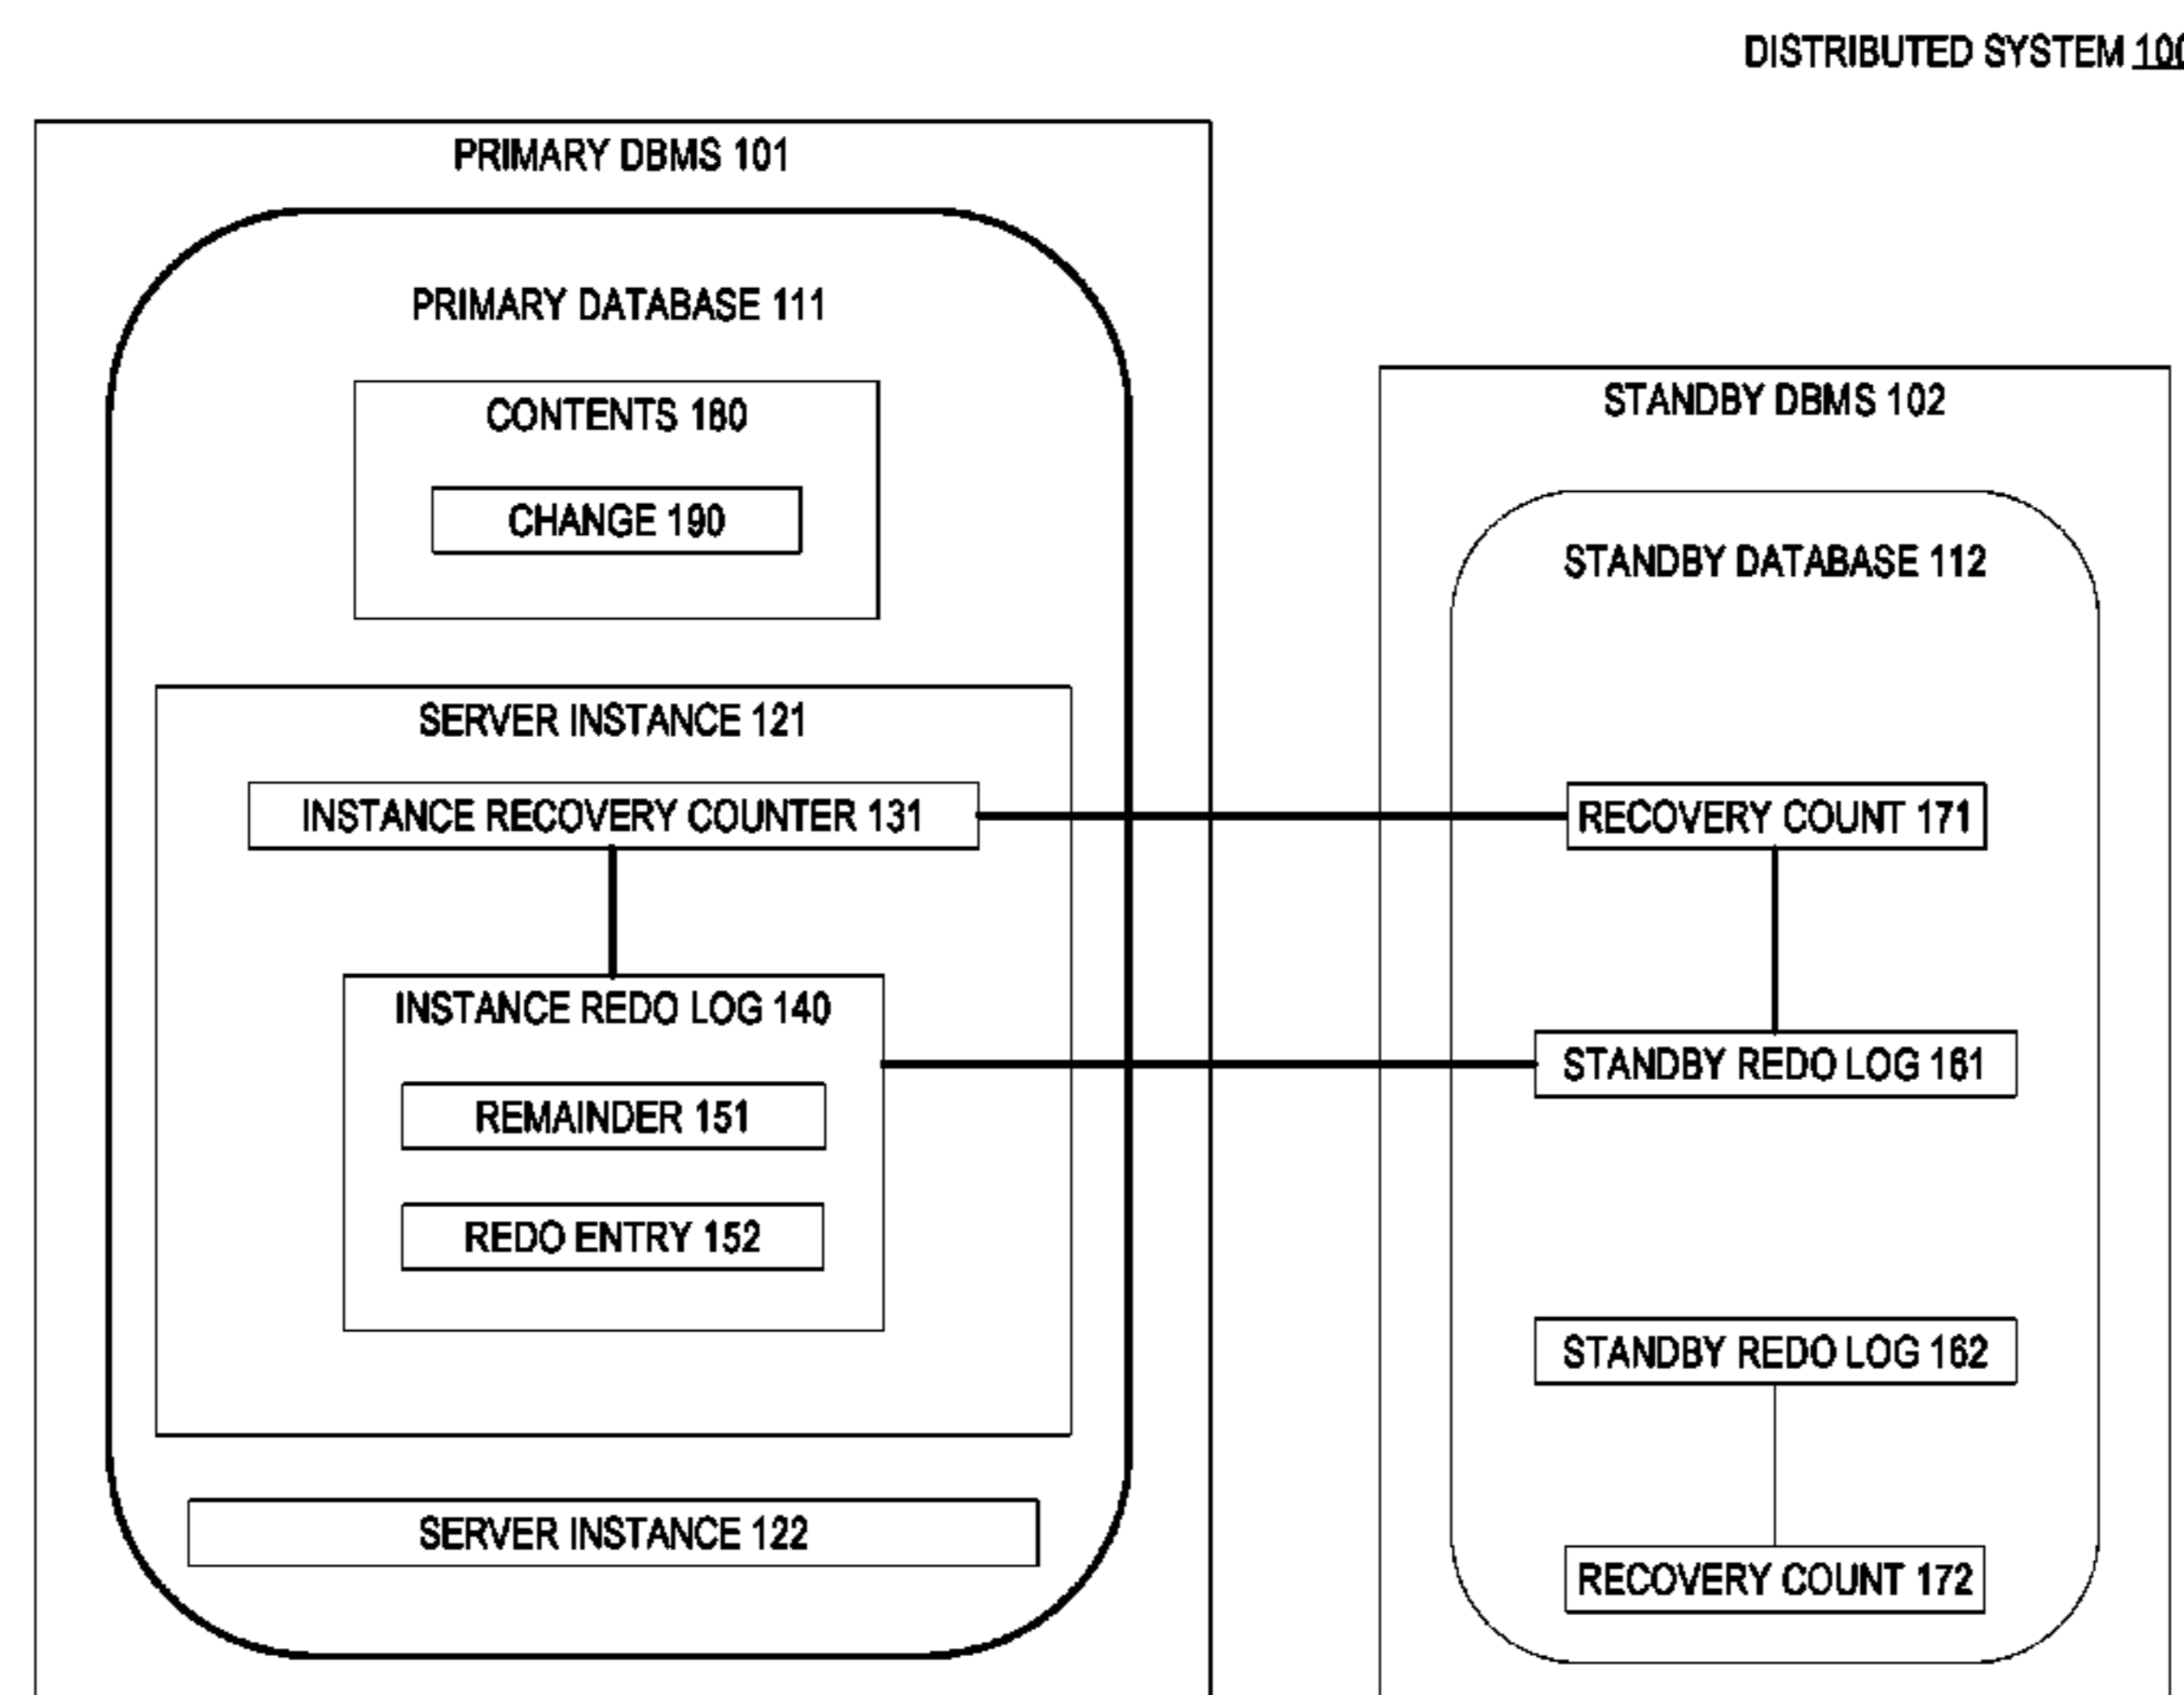 DISTRIBUTED SYSTEM 100
PRIMARY DBMS 101
PRIMARY DATABASE 111
CONTENTS 180
CHANGE 190
SERVER INSTANCE 121
INSTANCE RECOVERY COUNTER 131
INSTANCE REDO LOG 140
REMAINDER 151
REDO ENTRY 152
SERVER INSTANCE 122
STANDBY DBMS 102
STANDBY DATABASE 112
RECOVERY COUNT 171
STANDBY REDO LOG 161
STANDBY REDO LOG 162
RECOVERY COUNT 172